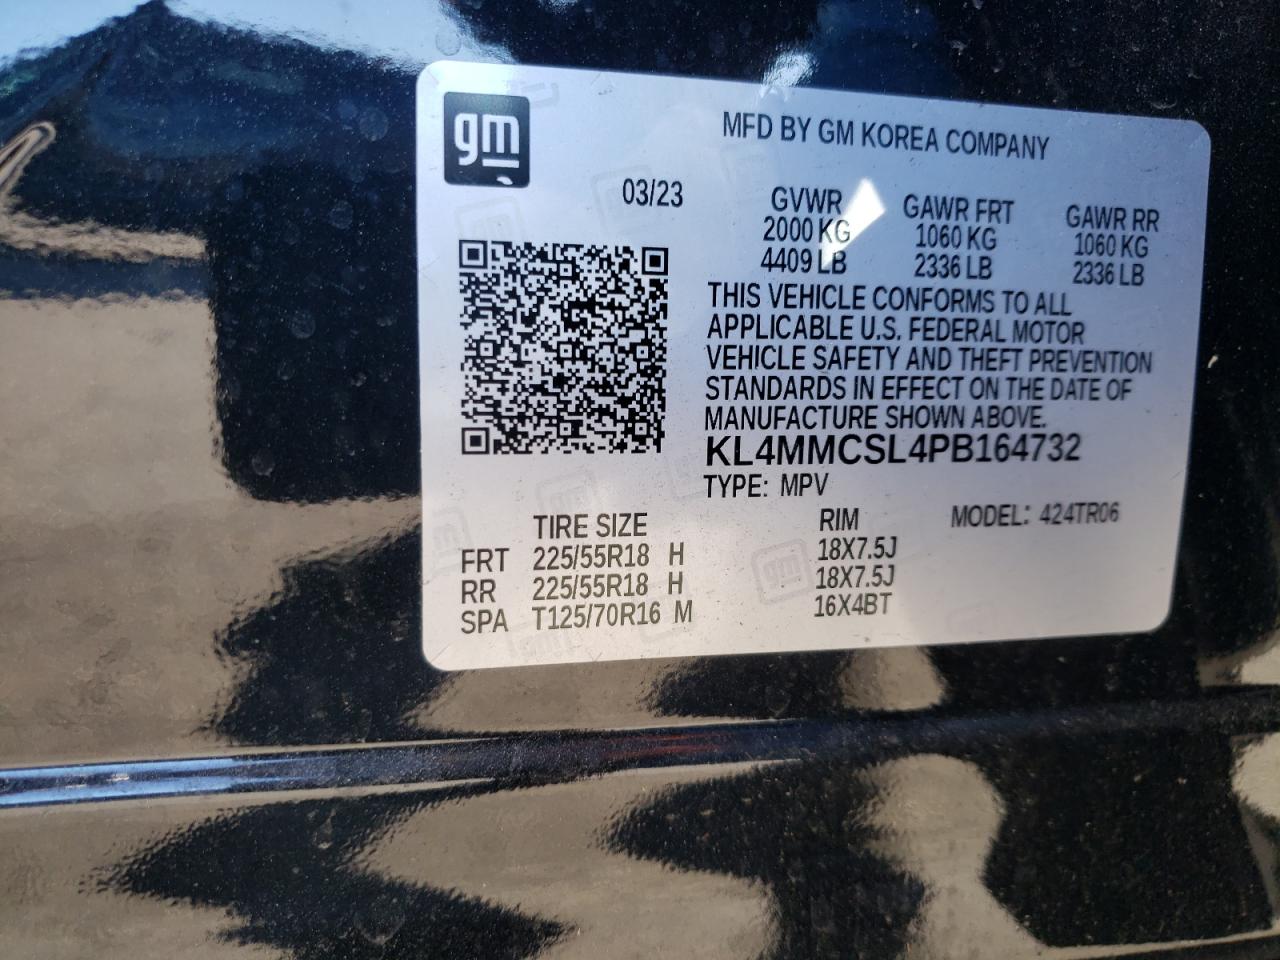 gm
MFD BY GM KOREA COMPANY
03/23
GVWR GAWR FRT GAWR RR
2000 KG 1060 KG 1060 KG
4409 LB 2336 LB 2336 LB
THIS VEHICLE CONFORMS TO ALL
APPLICABLE U.S. FEDERAL MOTOR
VEHICLE SAFETY AND THEFT PREVENTION
STANDARDS IN EFFECT ON THE DATE OF
MANUFACTURE SHOWN ABOVE.
KL4MMCSL4PB164732
TYPE: MPV
TIRE SIZE RIM MODEL: 424TR06
FRT 225/55R18 H 18X7.5J
RR 225/55R18 H 18X7.5J
SPA T125/70R16 M 16X4BT